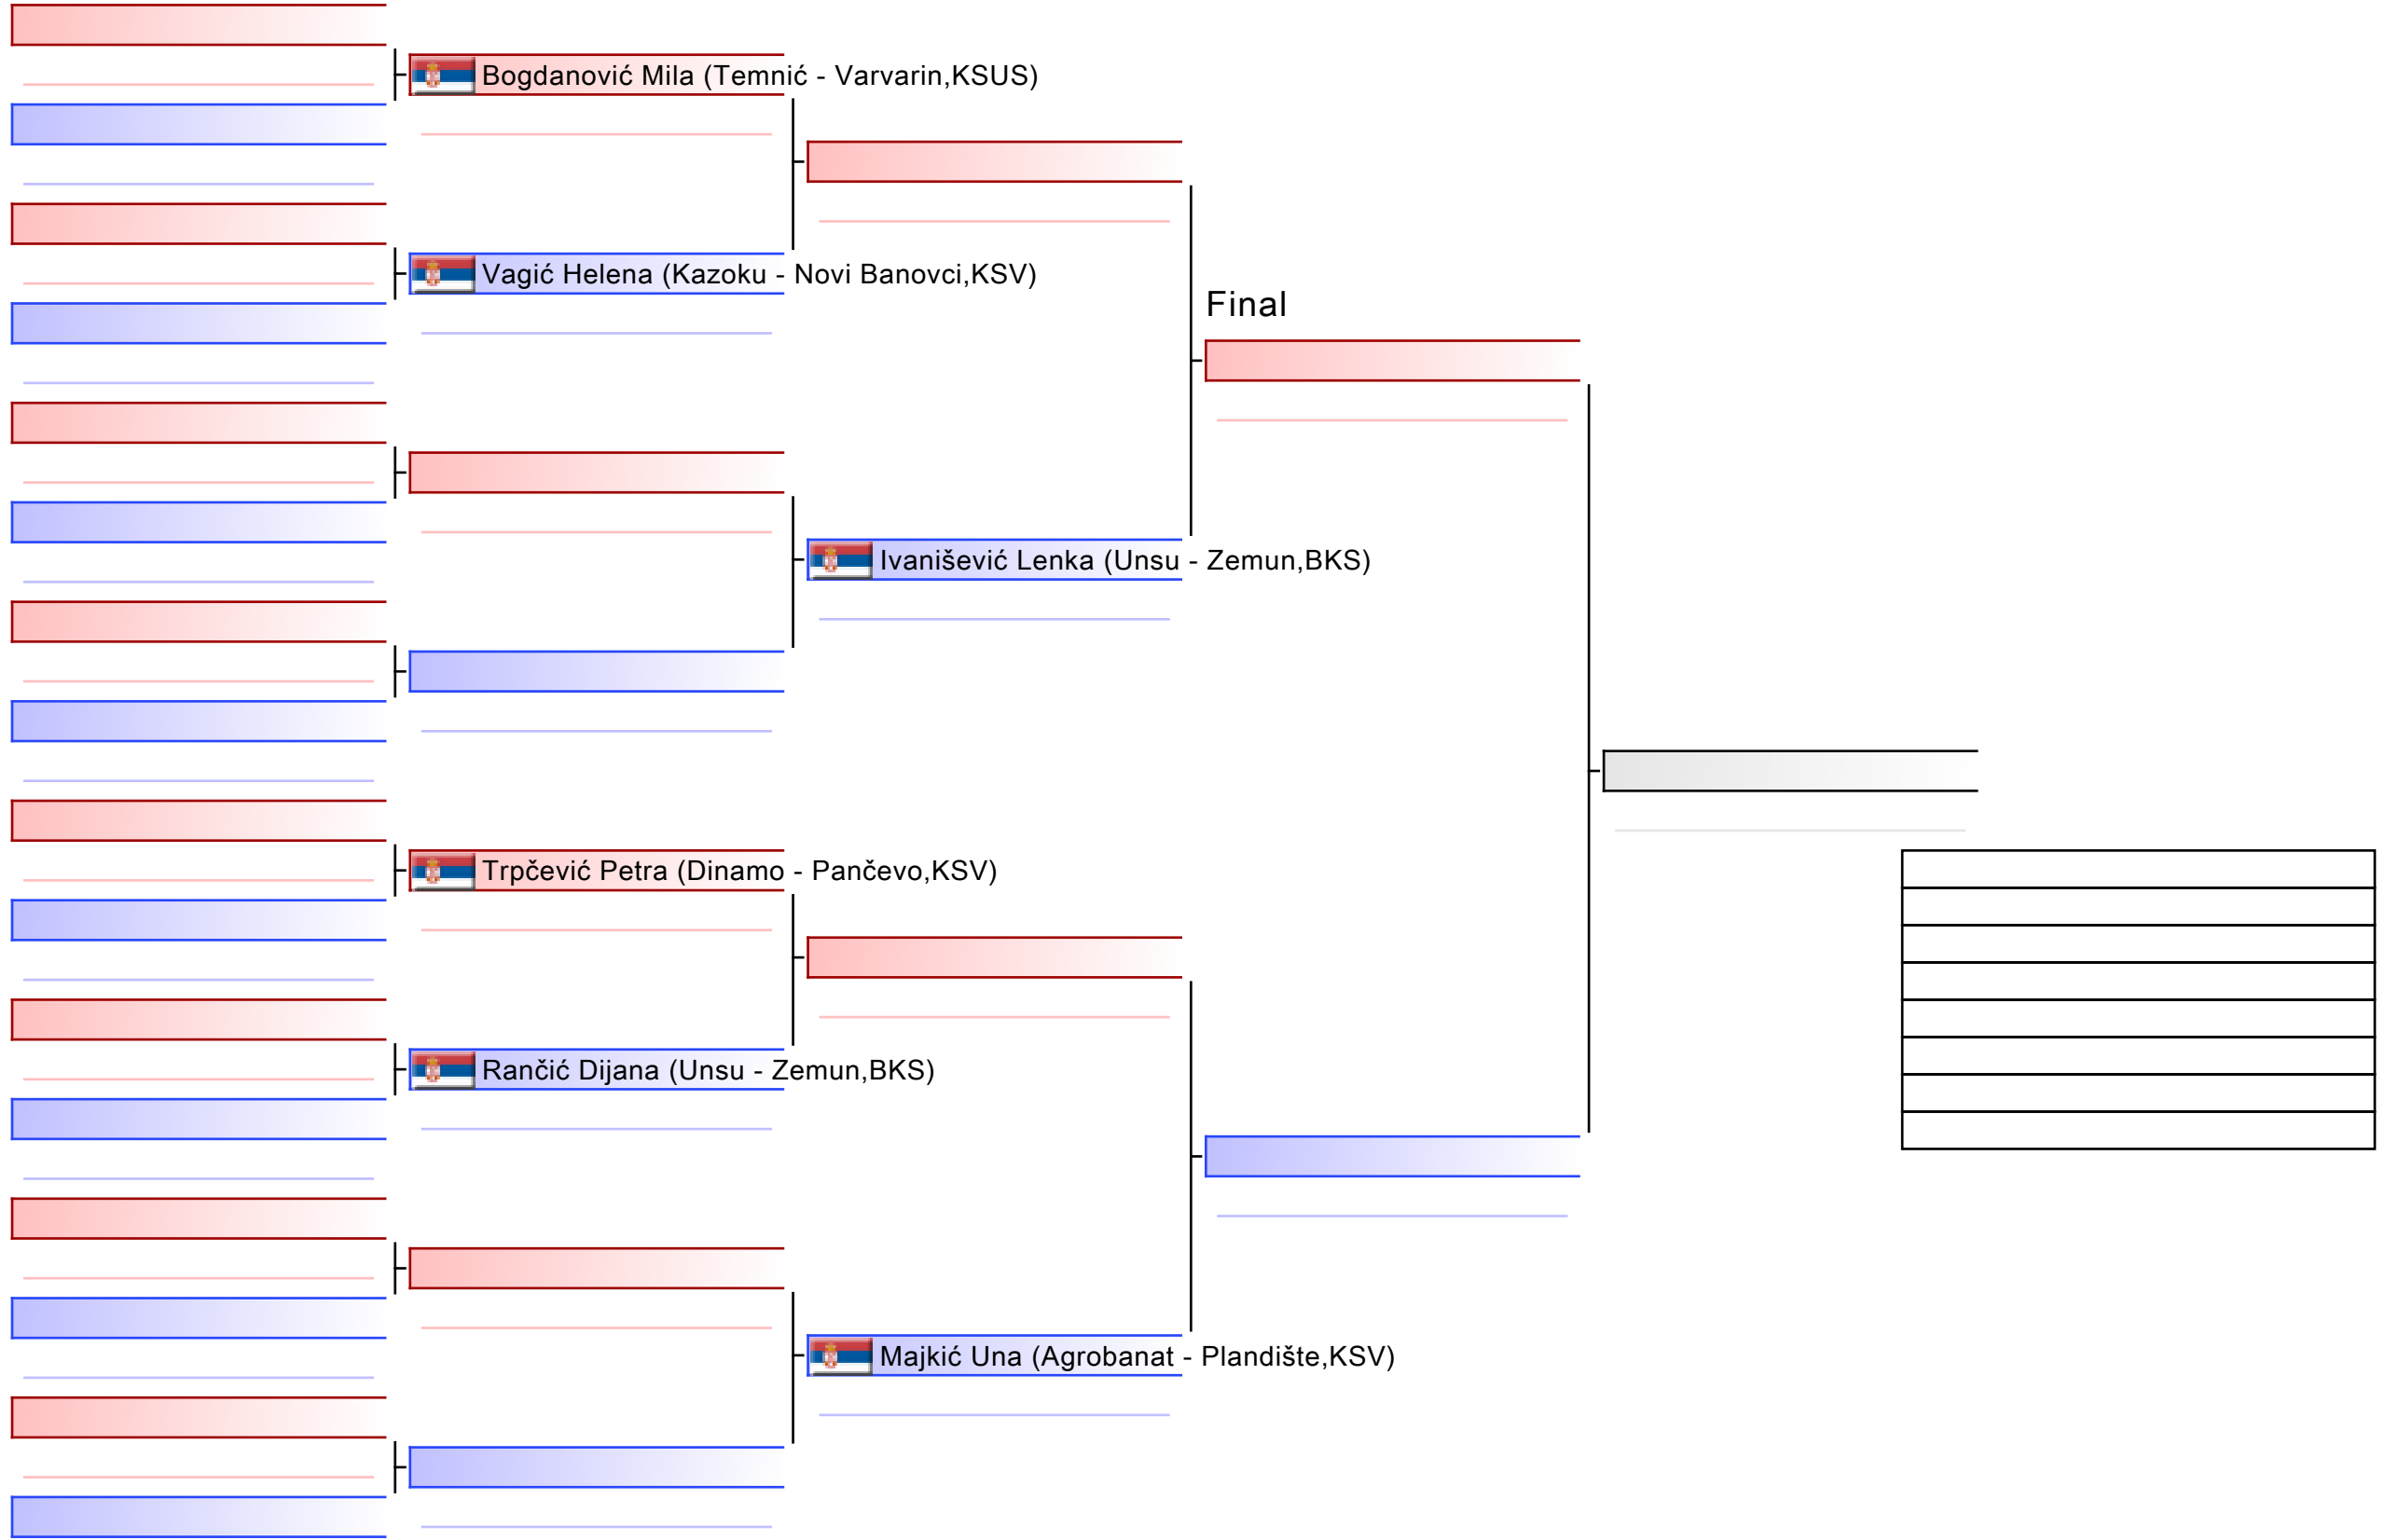 Bogdanović Mila (Temnić - Varvarin,KSUS)
Vagić Helena (Kazoku - Novi Banovci,KSV)
Final
Ivanišević Lenka (Unsu - Zemun,BKS)
Trpčević Petra (Dinamo - Pančevo,KSV)
Rančić Dijana (Unsu - Zemun,BKS)
Majkić Una (Agrobanat - Plandište,KSV)